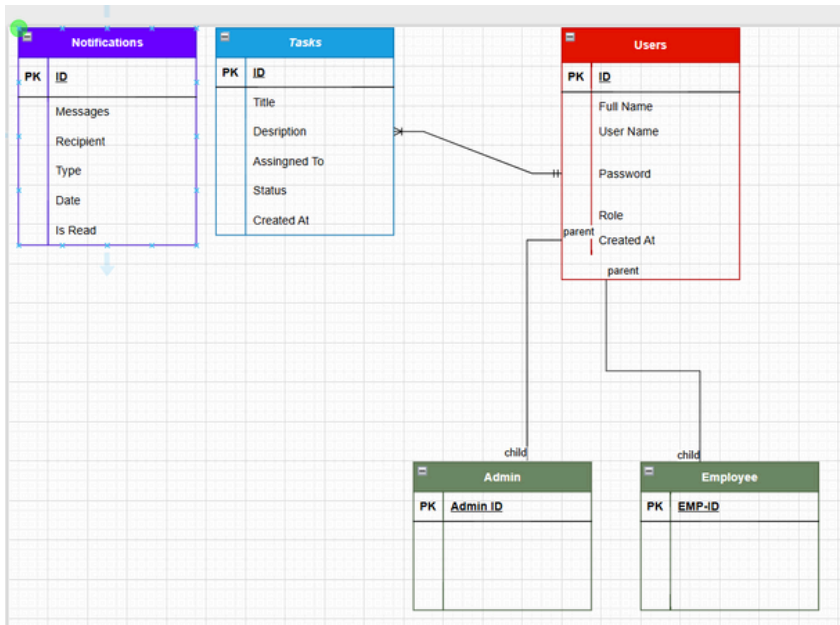 Notifications
PK ID
Messages
Recipient
Type
Date
Is Read
Tasks
PK ID
Title
Desription
Assingned To
Status
Created At
Users
PK ID
Full Name
User Name
Password
Role
Created At
parent
parent
child
child
Admin
PK Admin ID
Employee
PK EMP-ID